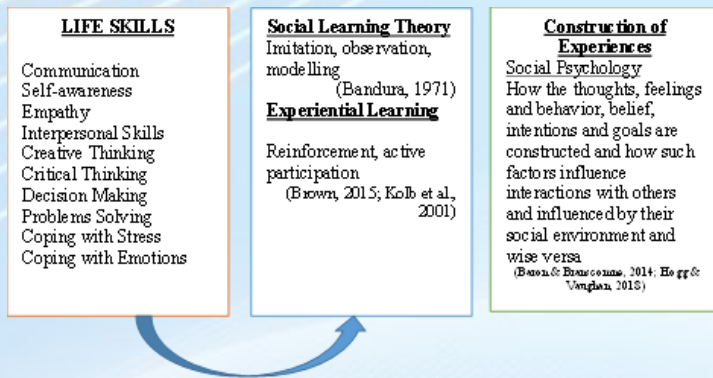 LIFE SKILLS
Communication
Self-awareness
Empathy
Interpersonal Skills
Creative Thinking
Critical Thinking
Decision Making
Problems Solving
Coping with Stress
Coping with Emotions
Social Learning Theory
Imitation, observation,
modelling
(Bandura, 1971)
Experiential Learning
Reinforcement, active
participation
(Brown, 2015; Kolb et al.,
2001)
Construction of
Experiences
Social Psychology
How the thoughts, feelings
and behavior, belief,
intentions and goals are
constructed and how such
factors influence
interactions with others
and influenced by their
social environment and
wise versa
(Baron & Branscombe, 2014; Hogg &
Vaughan, 2018)